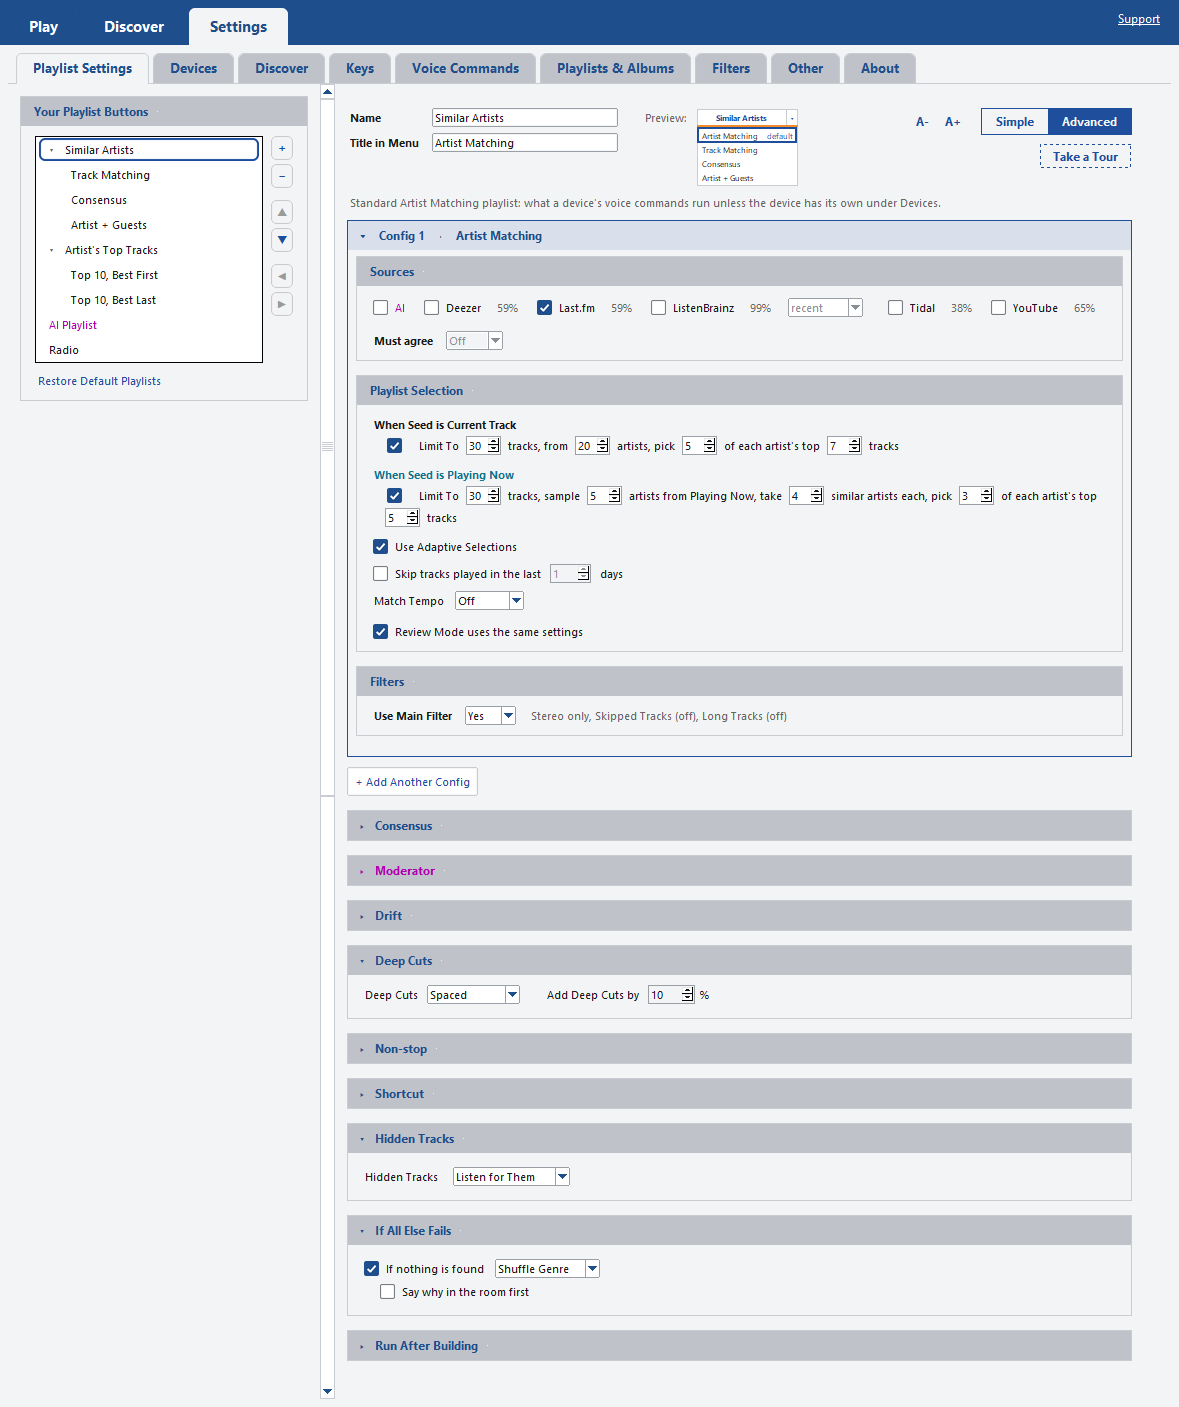 Play Discover Settings Support
Playlist Settings Devices Discover Keys Voice Commands Playlists & Albums Filters Other About
Your Playlist Buttons
Similar Artists
Track Matching
Consensus
Artist + Guests
Artist's Top Tracks
Top 10, Best First
Top 10, Best Last
AI Playlist
Radio
Restore Default Playlists
Name Similar Artists
Title in Menu Artist Matching
Preview: Similar Artists
Artist Matching default
Track Matching
Consensus
Artist + Guests
A- A+ Simple Advanced
Take a Tour
Standard Artist Matching playlist: what a device's voice commands run unless the device has its own under Devices.
Config 1 · Artist Matching
Sources
AI Deezer 59% Last.fm 59% ListenBrainz 99% recent Tidal 38% YouTube 65%
Must agree Off
Playlist Selection
When Seed is Current Track
Limit To 30 tracks, from 20 artists, pick 5 of each artist's top 7 tracks
When Seed is Playing Now
Limit To 30 tracks, sample 5 artists from Playing Now, take 4 similar artists each, pick 3 of each artist's top
5 tracks
Use Adaptive Selections
Skip tracks played in the last 1 days
Match Tempo Off
Review Mode uses the same settings
Filters
Use Main Filter Yes Stereo only, Skipped Tracks (off), Long Tracks (off)
+ Add Another Config
Consensus
Moderator
Drift
Deep Cuts
Deep Cuts Spaced Add Deep Cuts by 10 %
Non-stop
Shortcut
Hidden Tracks
Hidden Tracks Listen for Them
If All Else Fails
If nothing is found Shuffle Genre
Say why in the room first
Run After Building